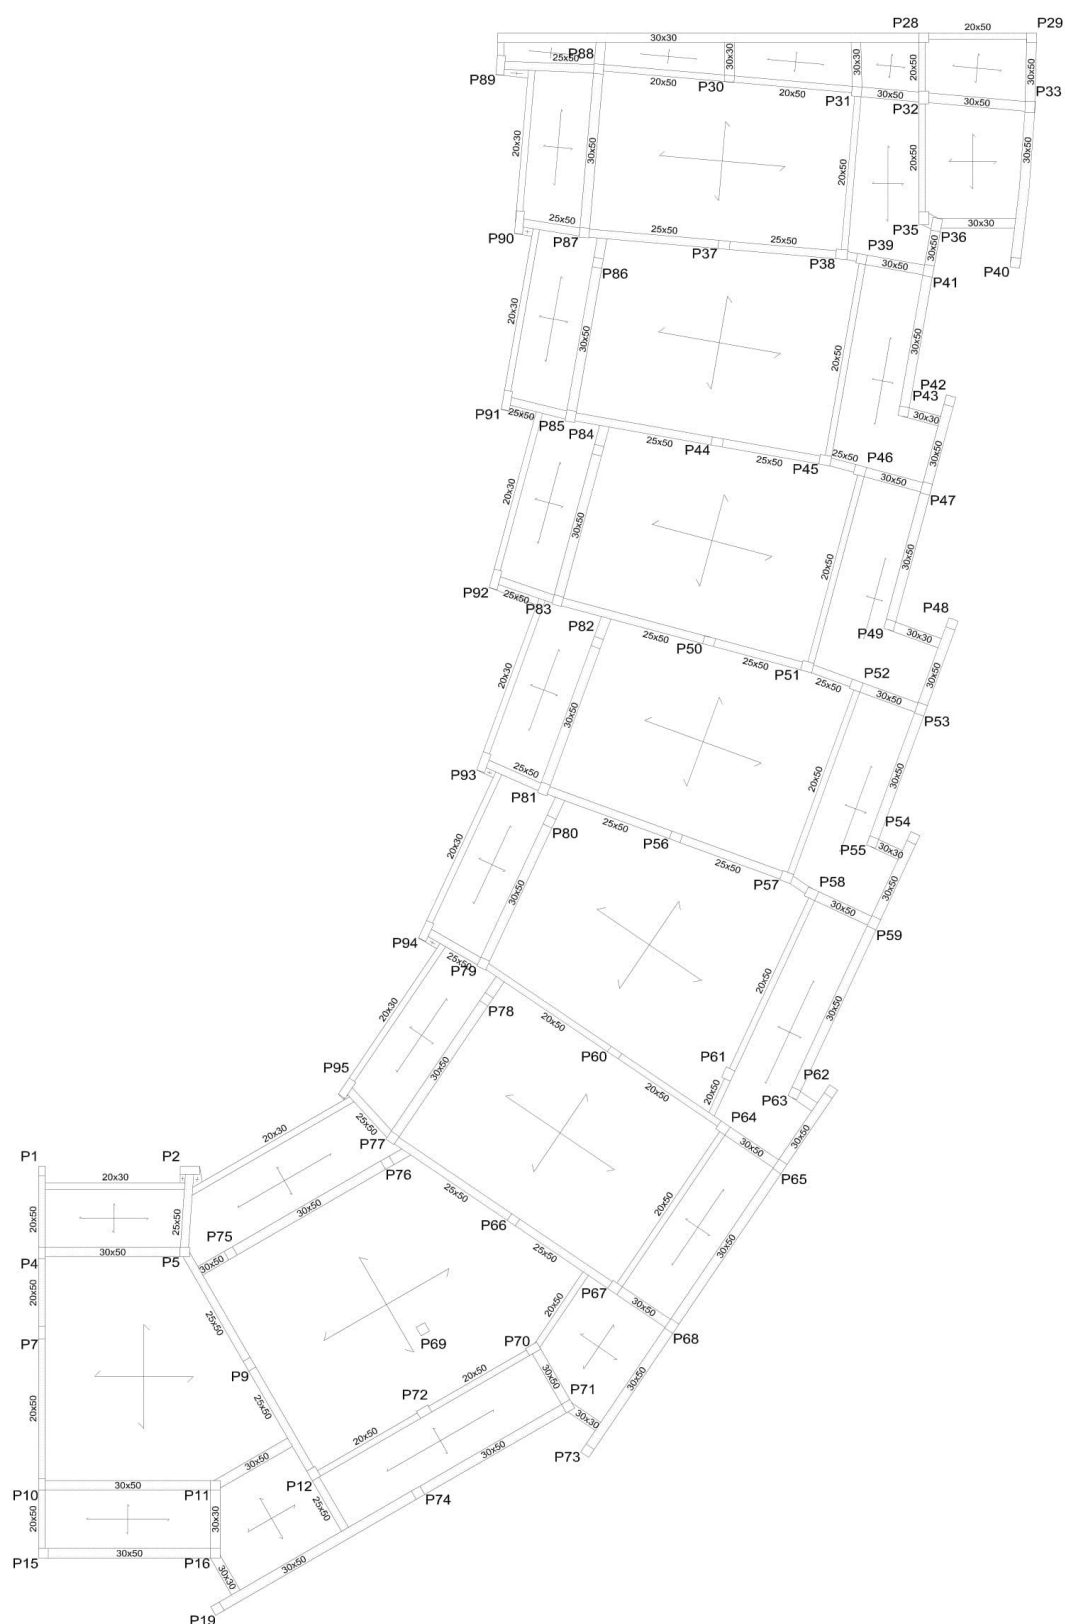 P28
20x50
P29
30x30
30x30
P88
30x30
20x50
30x50
25x50
P89
20x50
P30
20x50
P31
30x50
P32
30x50
P33
20x30
30x50
20x50
20x50
P35
30x30
P36
25x50
P90
P87
25x50
P37
25x50
P38
P39
30x50
30x50
P41
P40
P86
20x30
30x50
20x50
30x50
P42
P43
30x30
P91
25x50
P85
P84
25x50
P44
25x50
P45
25x50
P46
30x50
30x50
P47
20x30
30x50
20x50
30x50
P92
25x50
P83
P82
25x50
P50
25x50
P51
P49
30x30
P48
25x50
P52
30x50
30x50
P53
20x30
30x50
20x50
30x50
P93
25x50
P81
P80
25x50
P56
25x50
P57
P55
30x30
P54
30x50
P58
30x50
P59
20x30
30x50
20x50
30x50
P94
25x50
P79
P78
20x50
P60
20x50
P61
20x50
P63
P62
P64
30x50
30x50
P65
20x30
30x50
P95
25x50
P77
P76
20x30
30x50
25x50
P66
25x50
20x50
30x50
P67
30x50
P68
P1
P2
20x30
20x50
25x50
30x50
P4
P5
P75
30x50
20x50
P7
25x50
P9
P69
20x50
P70
30x50
30x50
P71
30x30
P73
P72
20x50
20x50
25x50
30x50
30x50
P12
P74
25x50
30x50
P10
P11
20x50
30x30
P15
30x50
P16
30x30
30x50
P19